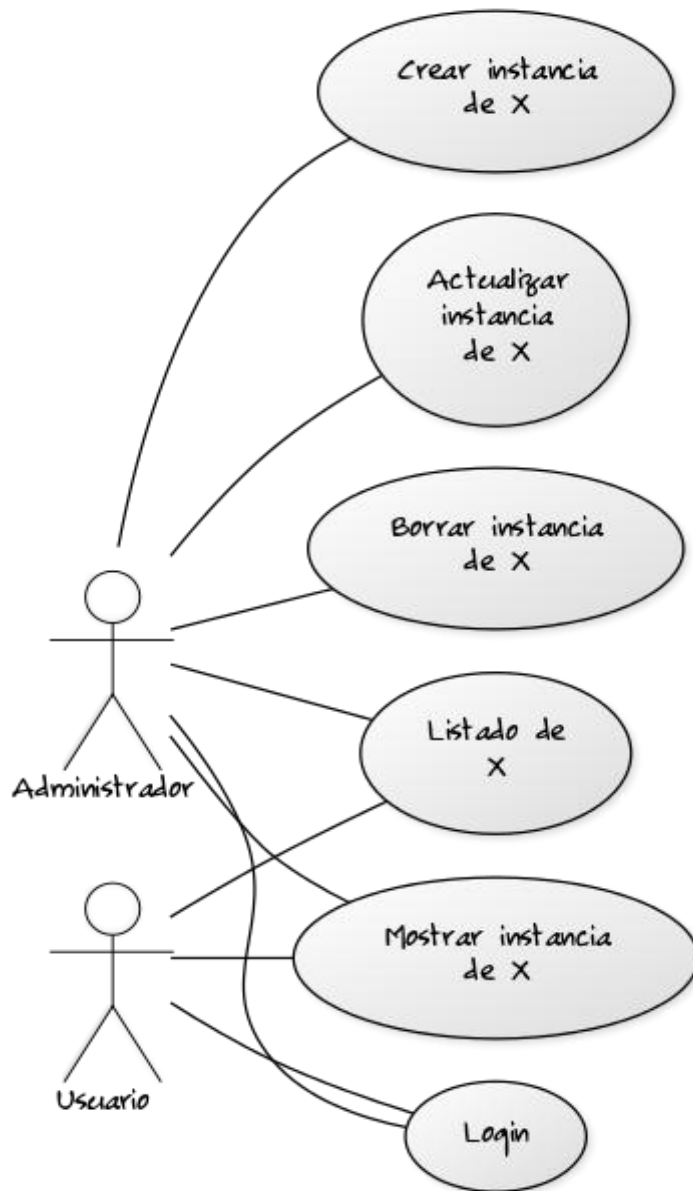 Crear instancia
de X
Actualizar
instancia
de X
Borrar instancia
de X
Listado de
X
Administrador
Mostrar instancia
de X
Usuario
Login